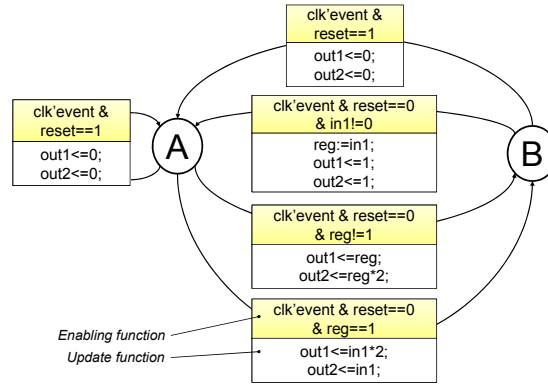 clk'event &
reset==1
out1<=0;
out2<=0;
clk'event &
reset==1
out1<=0;
out2<=0;
A
clk'event & reset==0
& in1!=0
reg:=in1;
out1<=1;
out2<=1;
B
clk'event & reset==0
& reg!=1
out1<=reg;
out2<=reg*2;
clk'event & reset==0
& reg==1
out1<=in1*2;
out2<=in1;
Enabling function
Update function